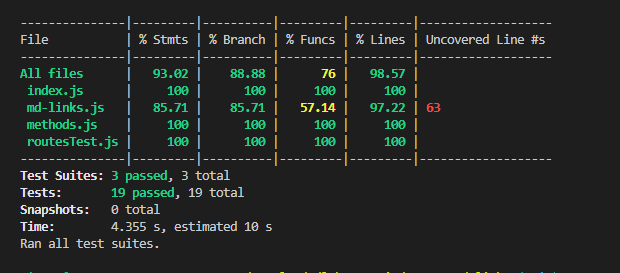 ---------------|---------|----------|---------|---------|-------------------
File           | % Stmts | % Branch | % Funcs | % Lines | Uncovered Line #s
---------------|---------|----------|---------|---------|-------------------
All files      |   93.02 |    88.88 |      76 |   98.57 |
 index.js      |     100 |      100 |     100 |     100 |
 md-links.js   |   85.71 |    85.71 |   57.14 |   97.22 | 63
 methods.js    |     100 |      100 |     100 |     100 |
 routesTest.js |     100 |      100 |     100 |     100 |
---------------|---------|----------|---------|---------|-------------------
Test Suites: 3 passed, 3 total
Tests:       19 passed, 19 total
Snapshots:   0 total
Time:        4.355 s, estimated 10 s
Ran all test suites.